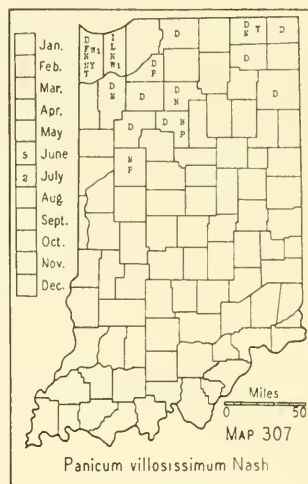 Jan.
Feb.
Mar.
Apr.
May
5 June
2 July
Aug
Sept.
Oct.
Nov.
Dec.
D
D
D
D
D
D
D
D
D
Miles
0 50
MAP 307
Panicum villosissimum Nash